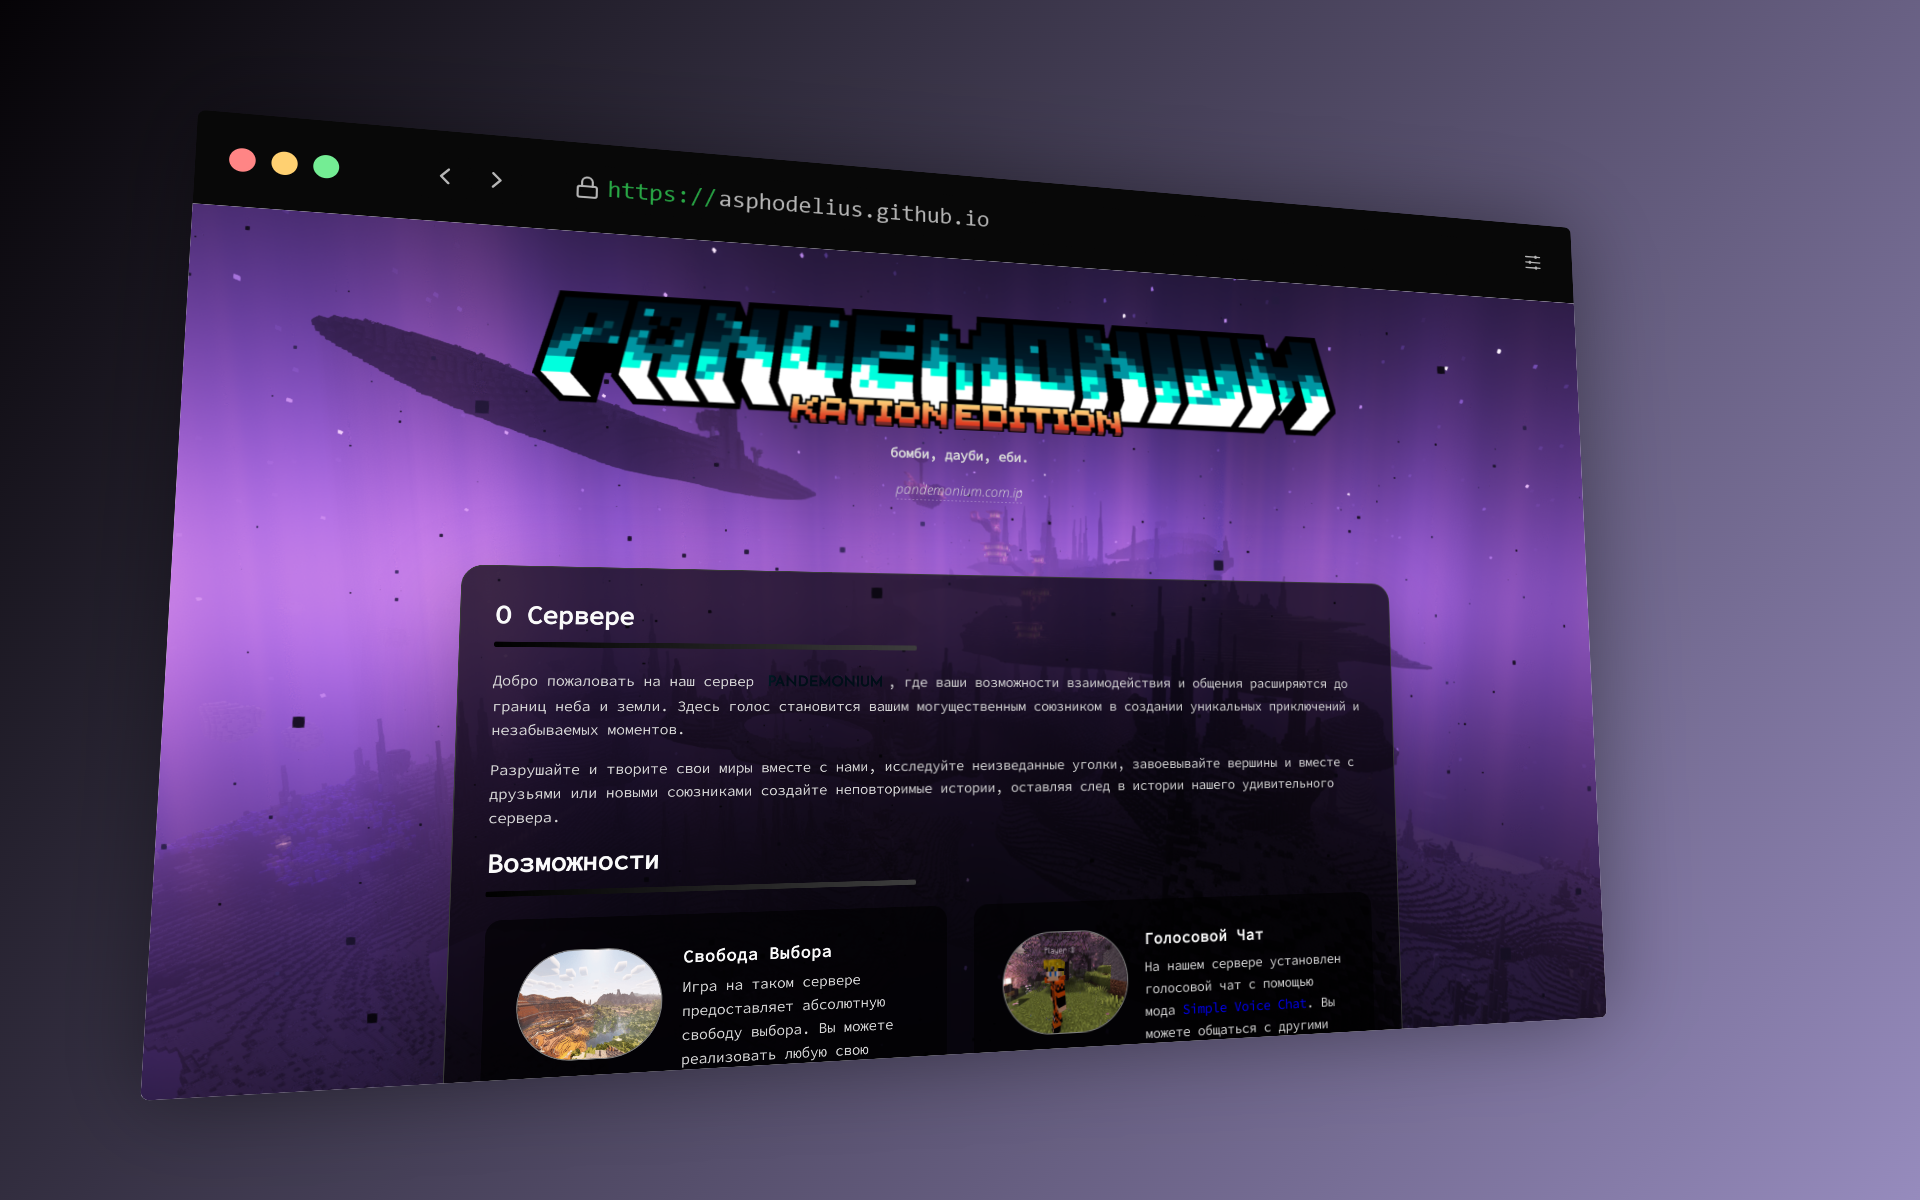 https://asphodelius.github.io
PANDEMONIUM
KATION EDITION
бомби, дауби, еби.
pandemonium.com.ip
О Сервере
Добро пожаловать на наш сервер PANDEMONIUM, где ваши возможности взаимодействия и общения расширяются до
границ неба и земли. Здесь голос становится вашим могущественным союзником в создании уникальных приключений и
незабываемых моментов.
Разрушайте и творите свои миры вместе с нами, исследуйте неизведанные уголки, завоевывайте вершины и вместе с
друзьями или новыми союзниками создайте неповторимые истории, оставляя след в истории нашего удивительного
сервера.
Возможности
Свобода Выбора
Игра на таком сервере
предоставляет абсолютную
свободу выбора. Вы можете
реализовать любую свою
Голосовой Чат
На нашем сервере установлен
голосовой чат с помощью
мода Simple Voice Chat. Вы
можете общаться с другими